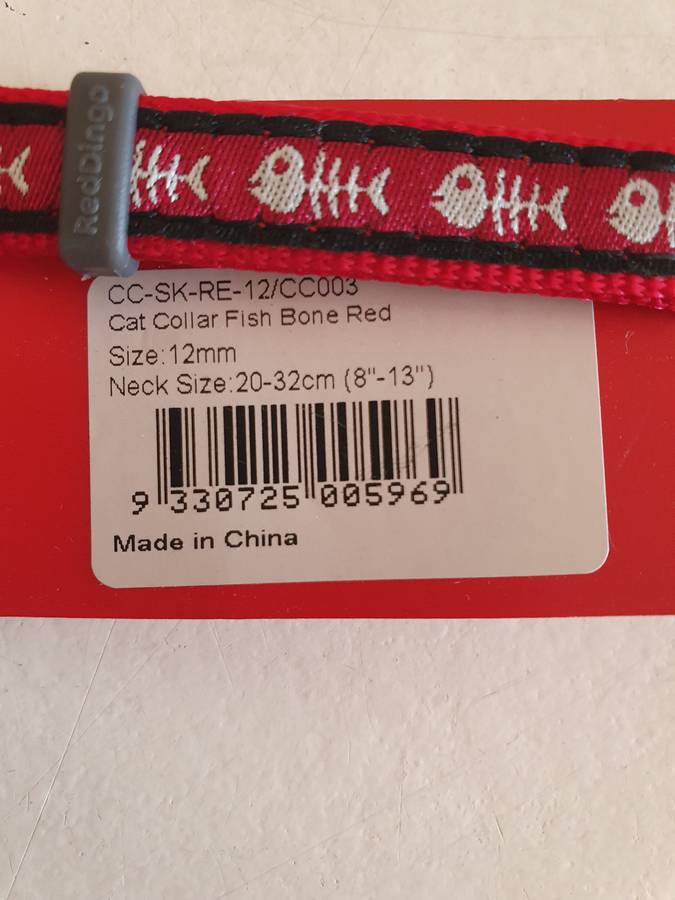 RedDingo
CC-SK-RE-12/CC003
Cat Collar Fish Bone Red
Size:12mm
Neck Size:20-32cm (8"-13")
9 330725 005969
Made in China